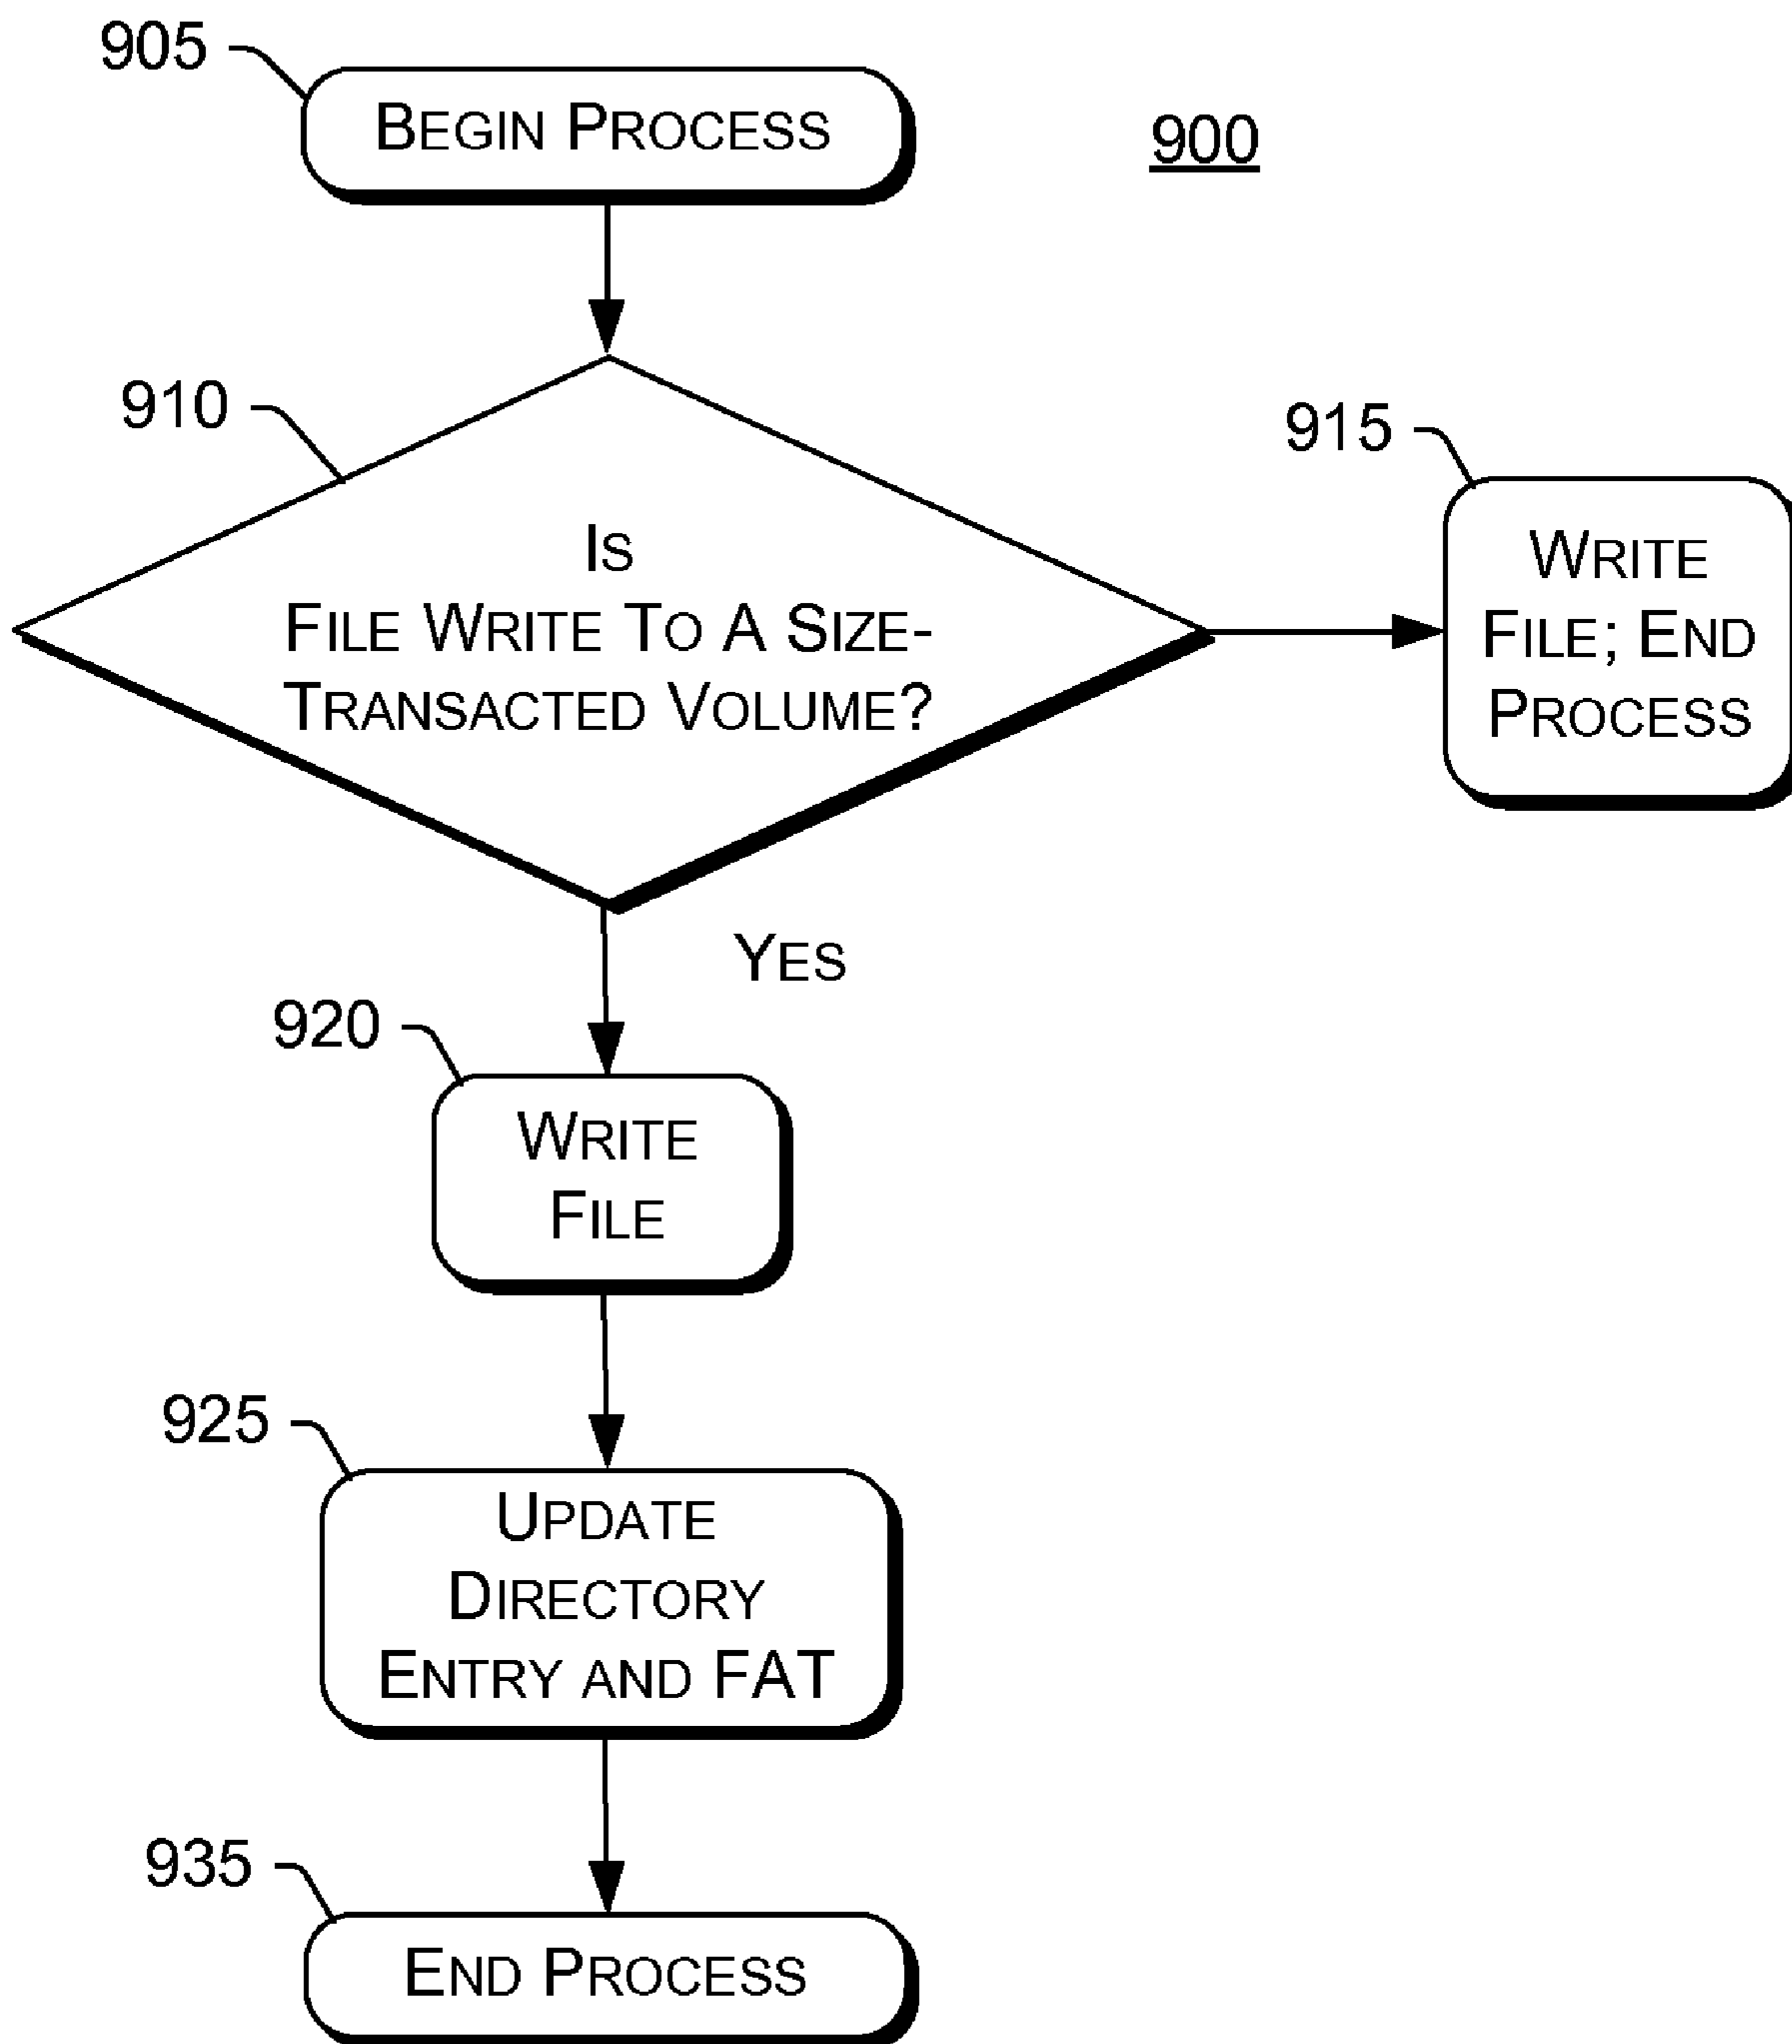 905
BEGIN PROCESS
900
910
IS
FILE WRITE TO A SIZE-
TRANSACTED VOLUME?
915
WRITE
FILE; END
PROCESS
YES
920
WRITE
FILE
925
UPDATE
DIRECTORY
ENTRY AND FAT
935
END PROCESS